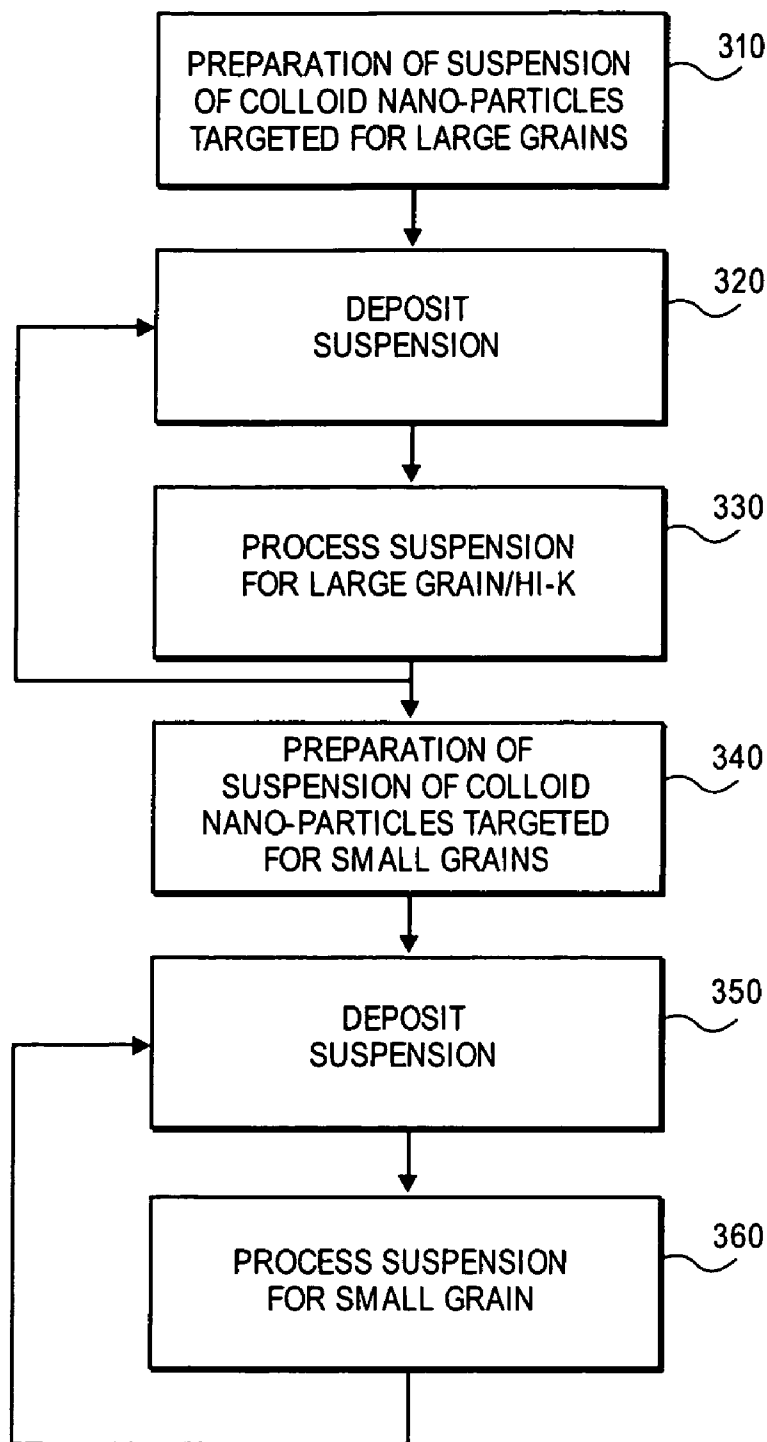 PREPARATION OF SUSPENSION
OF COLLOID NANO-PARTICLES
TARGETED FOR LARGE GRAINS
310
DEPOSIT
SUSPENSION
320
PROCESS SUSPENSION
FOR LARGE GRAIN/HI-K
330
PREPARATION OF
SUSPENSION OF COLLOID
NANO-PARTICLES TARGETED
FOR SMALL GRAINS
340
DEPOSIT
SUSPENSION
350
PROCESS SUSPENSION
FOR SMALL GRAIN
360